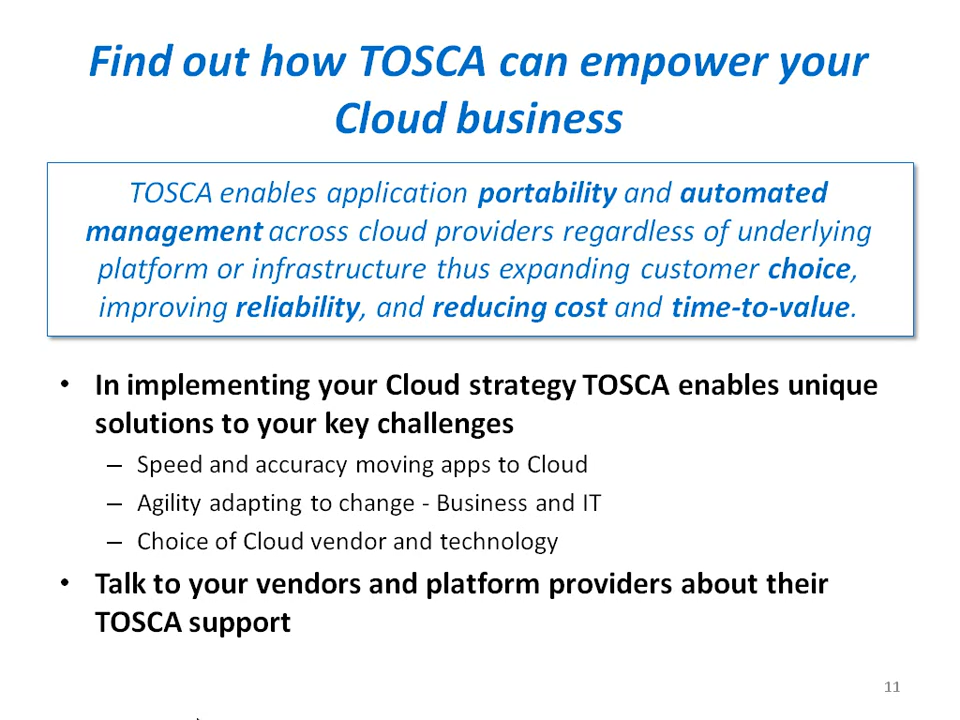 Find out how TOSCA can empower your
Cloud business
TOSCA enables application portability and automated
management across cloud providers regardless of underlying
platform or infrastructure thus expanding customer choice,
improving reliability, and reducing cost and time-to-value.
• In implementing your Cloud strategy TOSCA enables unique
solutions to your key challenges
– Speed and accuracy moving apps to Cloud
– Agility adapting to change - Business and IT
– Choice of Cloud vendor and technology
• Talk to your vendors and platform providers about their
TOSCA support
11